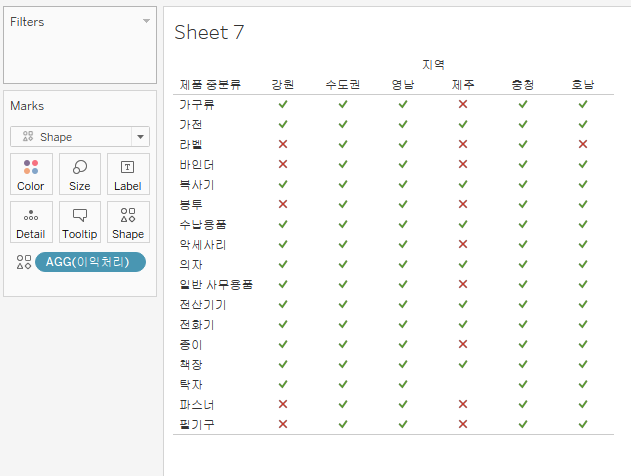 Filters
Marks
Shape
Color Size Label
Detail Tooltip Shape
AGG(이익처리)
Sheet 7
지역
제품 중분류 강원 수도권 영남 제주 충청 호남
가구류
가전
라벨
바인더
복사기
봉투
수납용품
악세사리
의자
일반 사무용품
전산기기
전화기
종이
책장
탁자
파스너
필기구